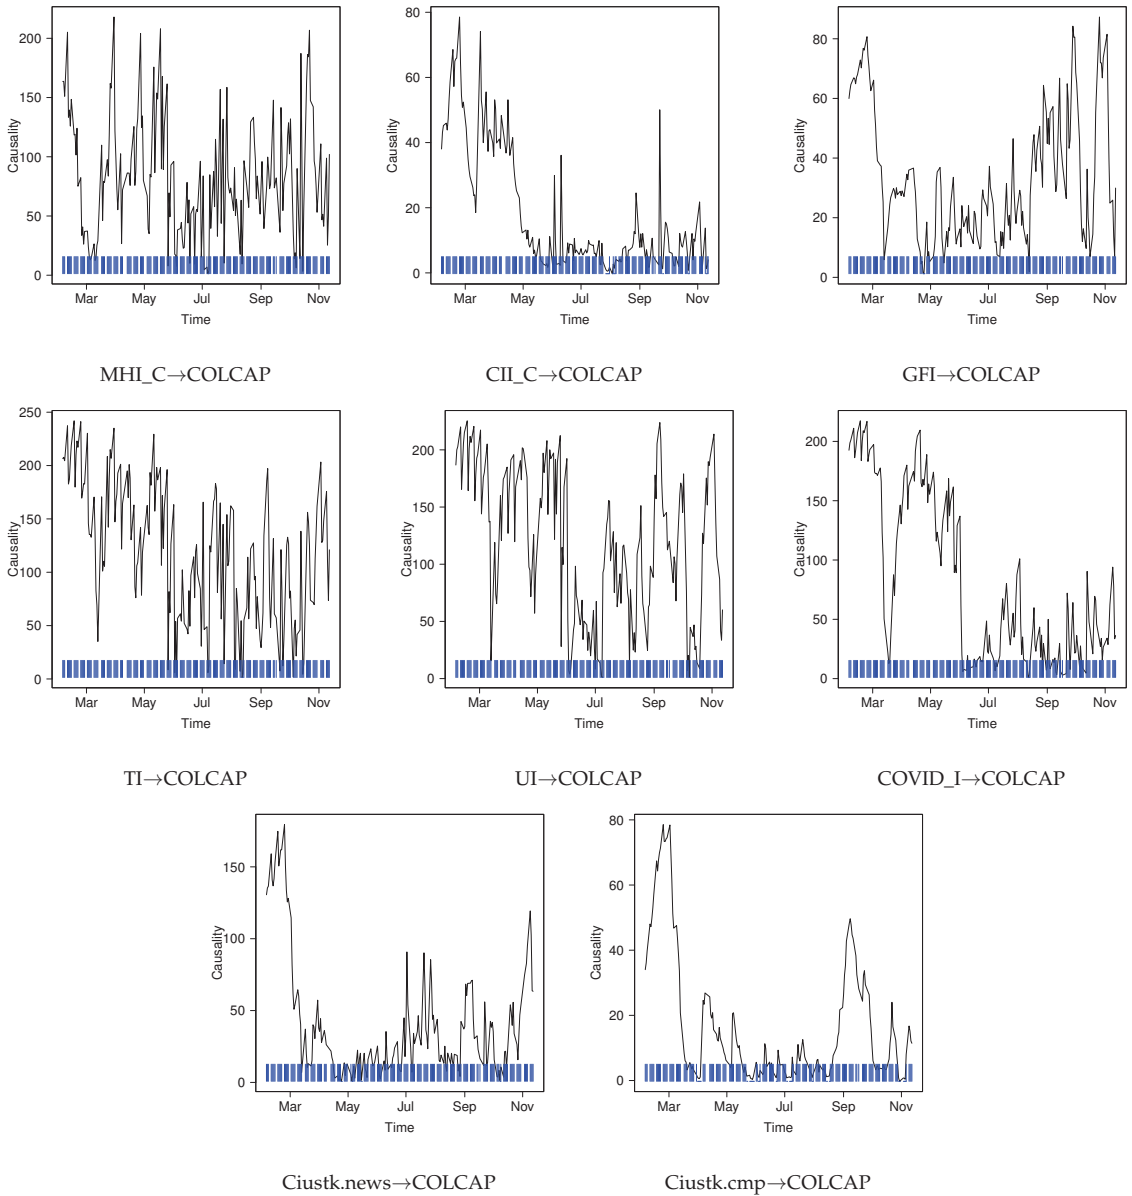 200
150
100
50
0
Causality
Mar May Jul Sep Nov
Time
MHI_C→COLCAP
80
60
40
20
0
Causality
Mar May Jul Sep Nov
Time
CII_C→COLCAP
80
60
40
20
0
Causality
Mar May Jul Sep Nov
Time
GFI→COLCAP
250
200
150
100
50
0
Causality
Mar May Jul Sep Nov
Time
TI→COLCAP
200
150
100
50
0
Causality
Mar May Jul Sep Nov
Time
UI→COLCAP
200
150
100
50
0
Causality
Mar May Jul Sep Nov
Time
COVID_I→COLCAP
150
100
50
0
Causality
Mar May Jul Sep Nov
Time
Ciustk.news→COLCAP
80
60
40
20
0
Causality
Mar May Jul Sep Nov
Time
Ciustk.cmp→COLCAP